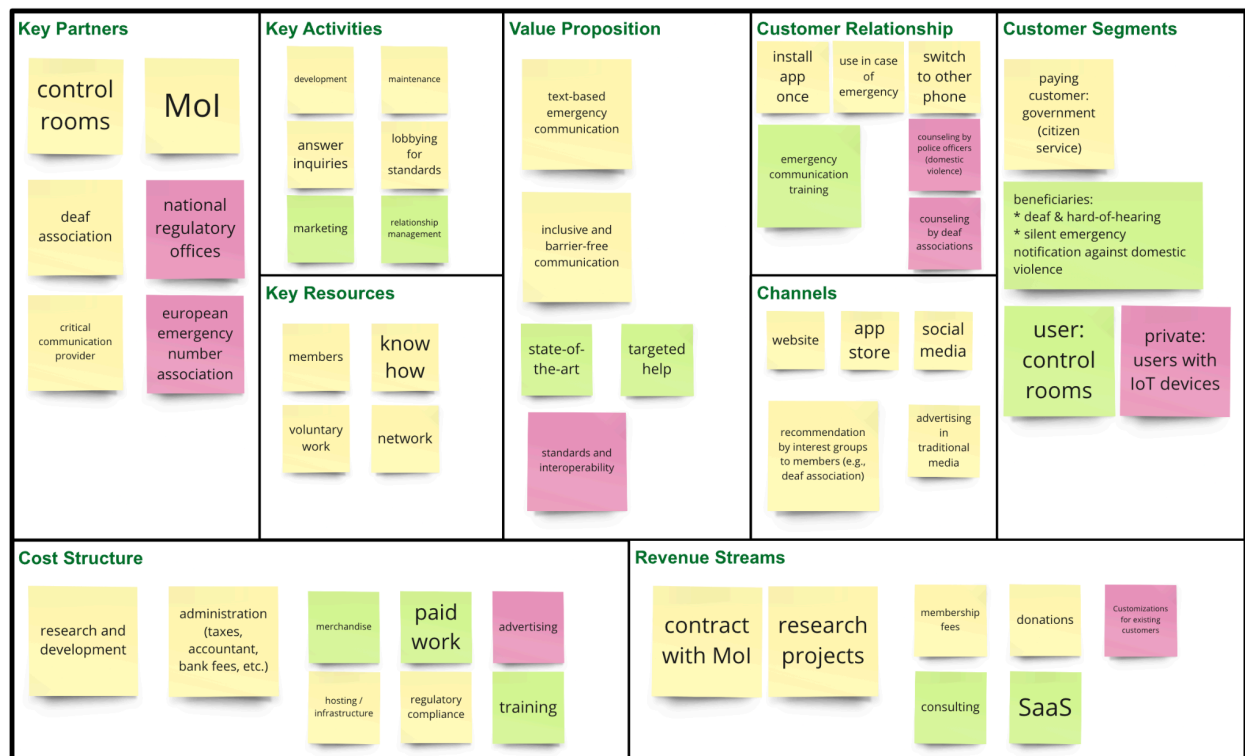 Key Partners
control
rooms
MoI
deaf
association
national
regulatory
offices
critical
communication
provider
european
emergency
number
association
Key Activities
development
maintenance
answer
inquiries
lobbying
for
standards
marketing
relationship
management
Key Resources
members
know
how
voluntary
work
network
Value Proposition
text-based
emergency
communication
inclusive and
barrier-free
communication
state-of-
the-art
targeted
help
standards and
interoperability
Customer Relationship
install
app
once
use in case
of
emergency
switch
to other
phone
emergency
communication
training
counseling by
police officers
(domestic
violence)
counseling
by deaf
associations
Channels
website
app
store
social
media
recommendation
by interest groups
to members (e.g.,
deaf association)
advertising
in
traditional
media
Customer Segments
paying
customer:
government
(citizen
service)
beneficiaries:
* deaf & hard-of-hearing
* silent emergency
notification against domestic
violence
user:
control
rooms
private:
users with
IoT devices
Cost Structure
research and
development
administration
(taxes,
accountant,
bank fees, etc.)
merchandise
paid
work
advertising
hosting /
infrastructure
regulatory
compliance
training
Revenue Streams
contract
with MoI
research
projects
membership
fees
donations
Customizations
for existing
customers
consulting
SaaS